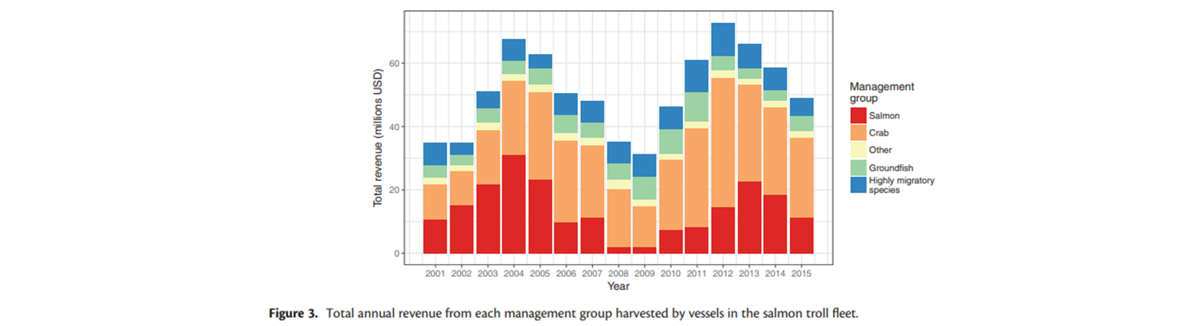 Total revenue (millions USD)
60
40
20
0
2001 2002 2003 2004 2005 2006 2007 2008 2009 2010 2011 2012 2013 2014 2015
Year
Management
group
Salmon
Crab
Other
Groundfish
Highly migratory
species
Figure 3. Total annual revenue from each management group harvested by vessels in the salmon troll fleet.